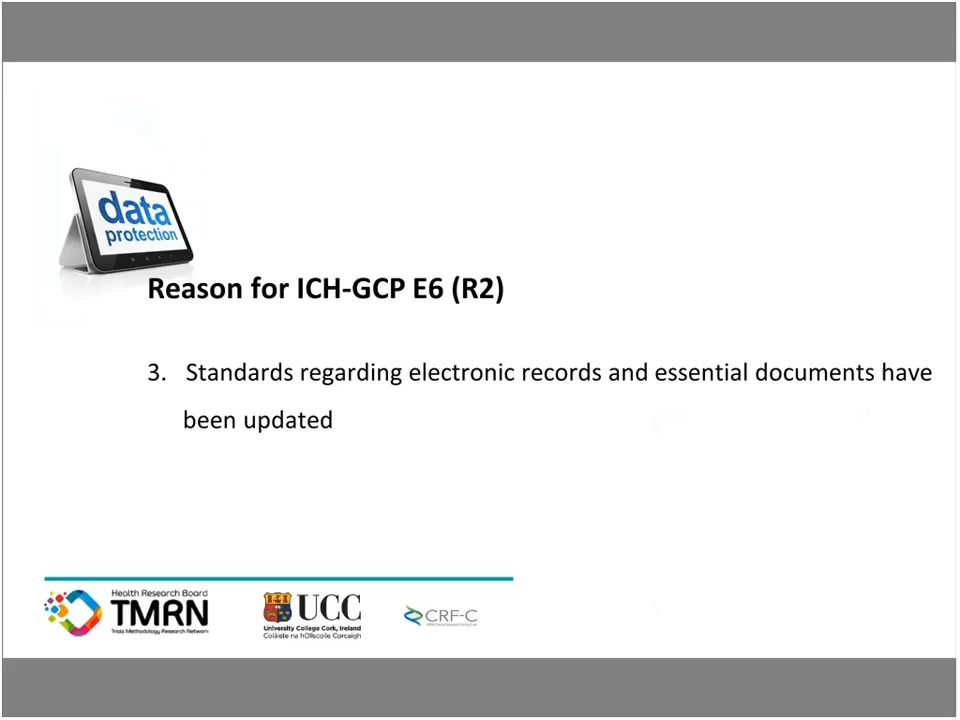 data
protection
Reason for ICH-GCP E6 (R2)
3. Standards regarding electronic records and essential documents have
been updated
Health Research Board
TMRN
Trials Methodology Research Network
UCC
University College Cork, Ireland
Coláiste na hOllscoile Corcaigh
CRF-C